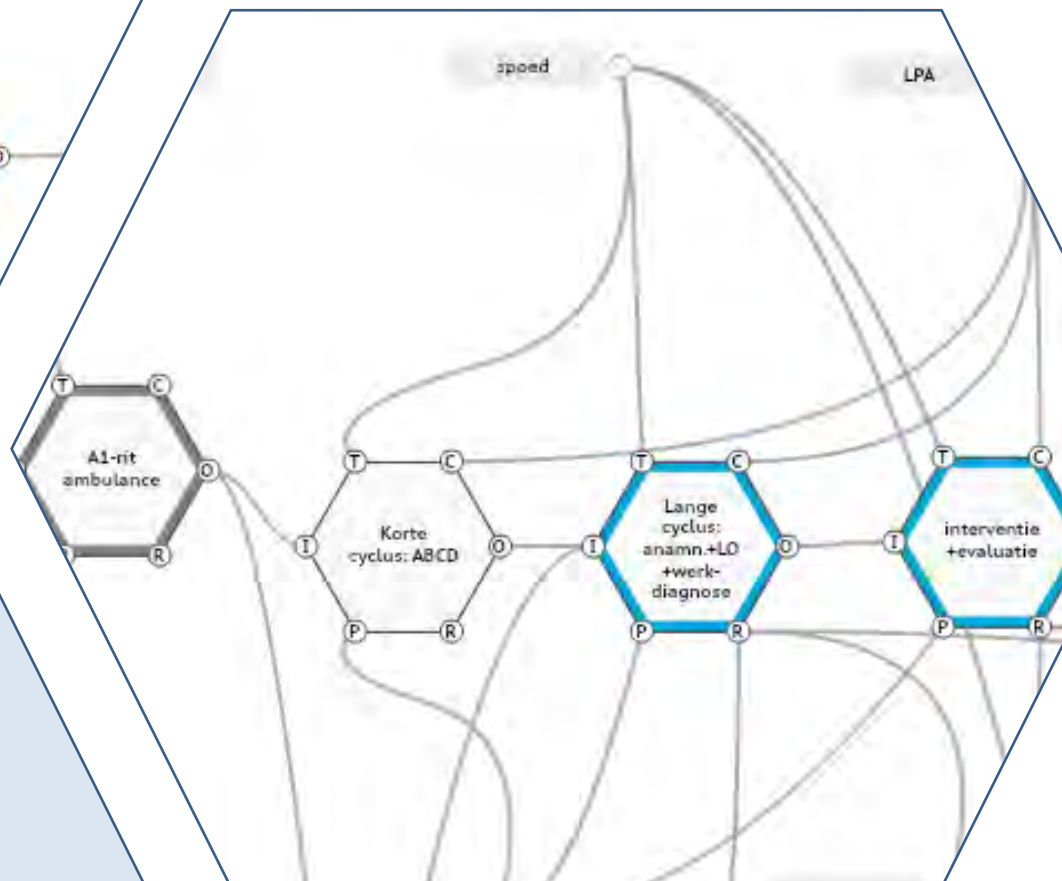 spoed
LPA
T C
A1-rit
ambulance
O
R
T C
I
Korte
cyclus: ABCD
O
P R
T C
I
Lange
cyclus:
anamn.+LO
+werk-
diagnose
O
P R
T C
I
interventie
+evaluatie
P R